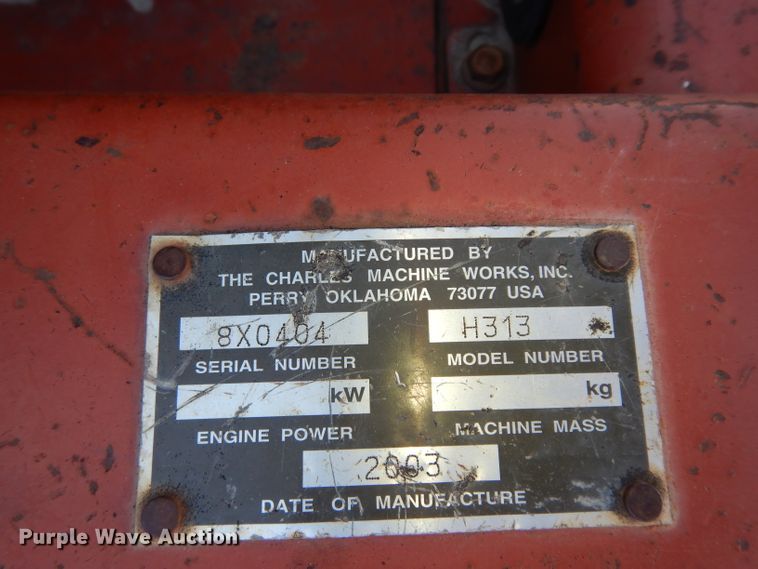 MANUFACTURED BY
THE CHARLES MACHINE WORKS, INC.
PERRY, OKLAHOMA 73077 USA
8X0404 H313
SERIAL NUMBER MODEL NUMBER
kW kg
ENGINE POWER MACHINE MASS
2003
DATE OF MANUFACTURE
Purple Wave Auction